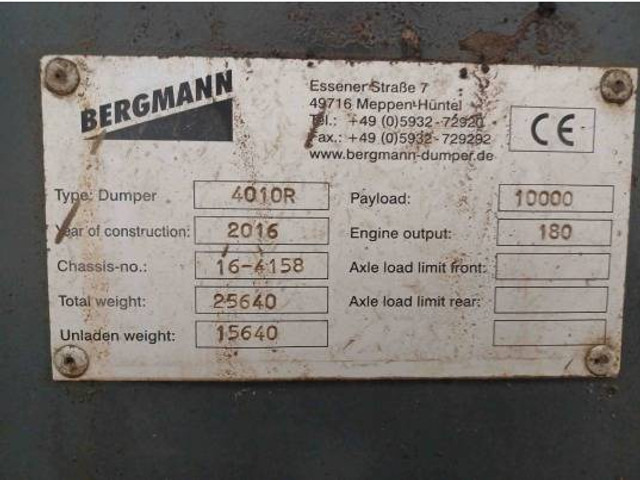 BERGMANN
Essener Straße 7
49716 Meppen-Hüntel
Tel.: +49 (0)5932 - 72920
Fax.: +49 (0)5932 - 729292
www.bergmann-dumper.de
CE
Type: Dumper 4010R
Year of construction: 2016
Chassis-no.: 16-4158
Total weight: 25640
Unladen weight: 15640
Payload: 10000
Engine output: 180
Axle load limit front:
Axle load limit rear: